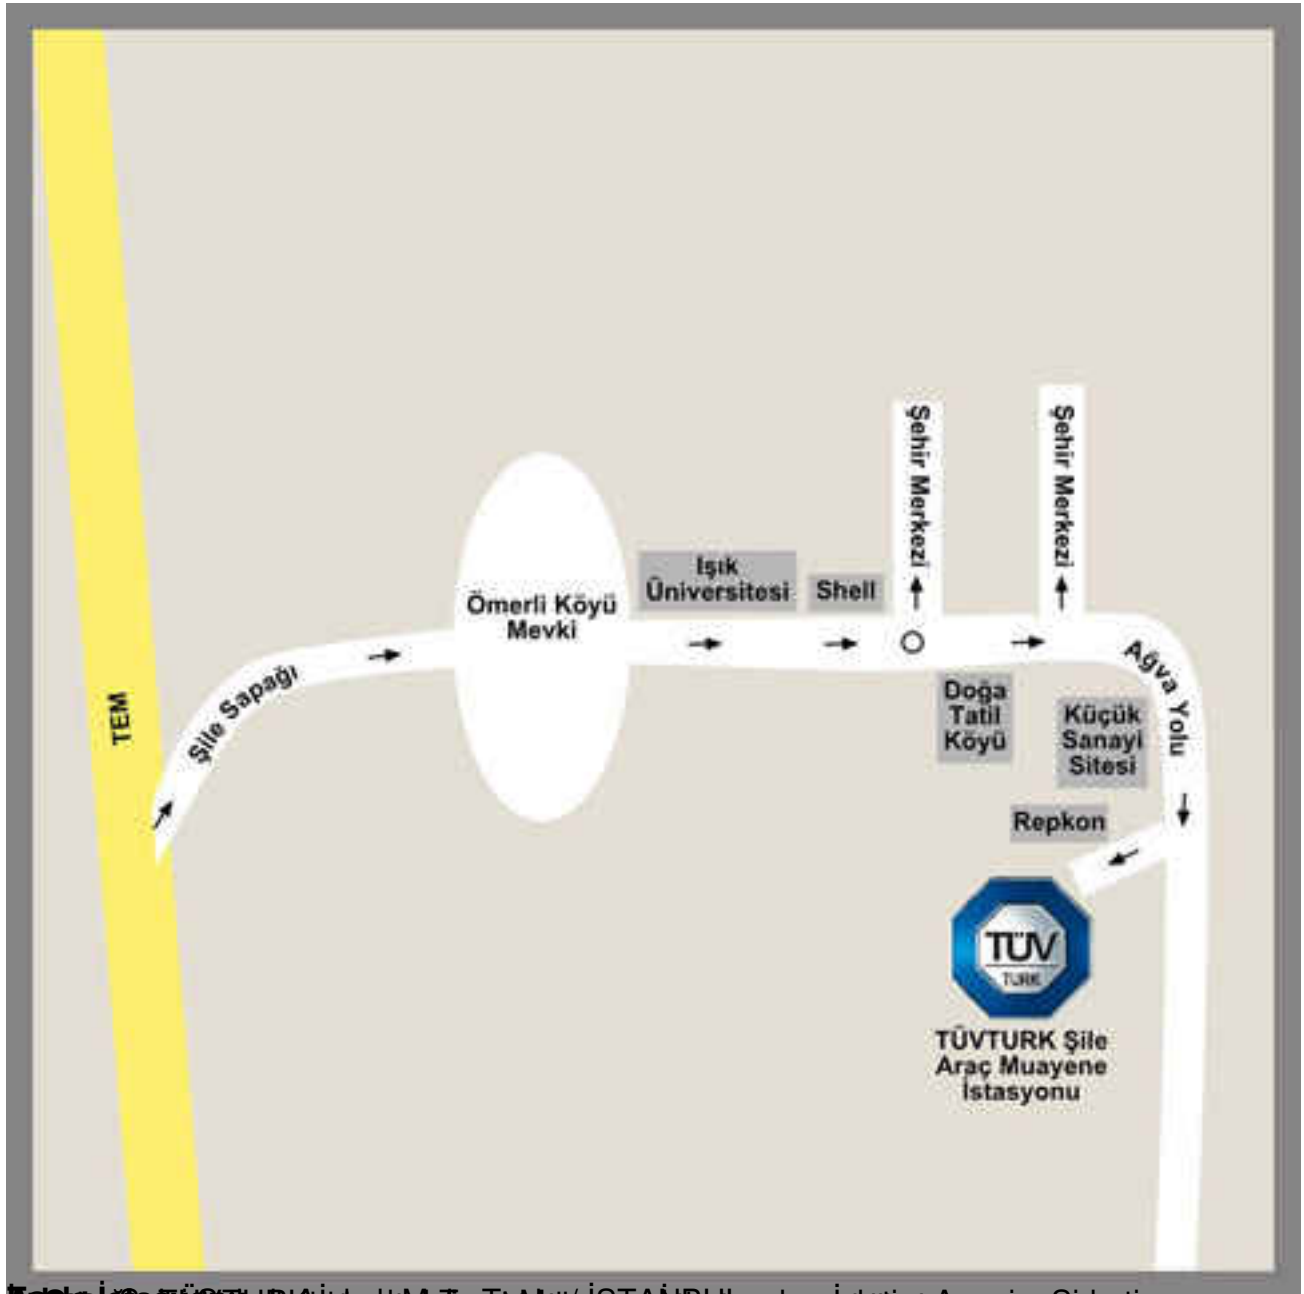 Şehir Merkezi
Şehir Merkezi
Işık
Üniversitesi
Shell
Ömerli Köyü
Mevki
Ağva Yolu
Şile Sapağı
TEM
Doğa
Tatil
Köyü
Küçük
Sanayi
Sitesi
Repkon
TÜV
TURK
TÜVTURK Şile
Araç Muayene
İstasyonu